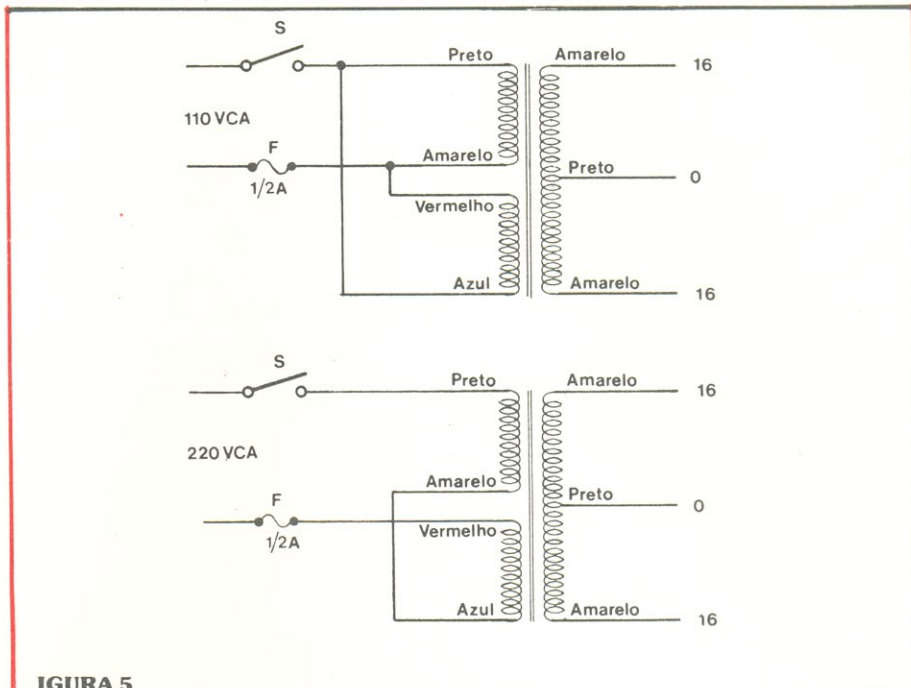 S
Preto
Amarelo
16
110 VCA
F
Amarelo
Preto
0
1/2A
Vermelho
Azul
Amarelo
16
S
Preto
Amarelo
16
220 VCA
Amarelo
F
Preto
0
1/2A
Vermelho
Azul
Amarelo
16
IGURA 5